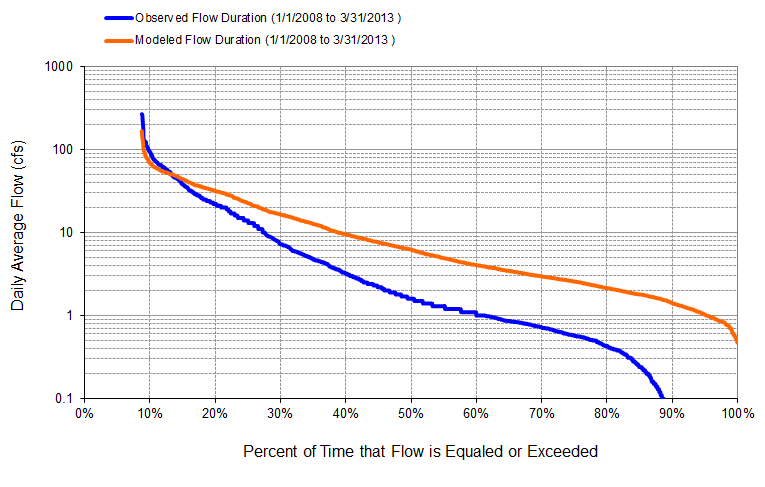 Observed Flow Duration (1/1/2008 to 3/31/2013 )
Modeled Flow Duration (1/1/2008 to 3/31/2013 )
1000
100
10
1
0.1
Daily Average Flow (cfs)
0% 10% 20% 30% 40% 50% 60% 70% 80% 90% 100%
Percent of Time that Flow is Equaled or Exceeded